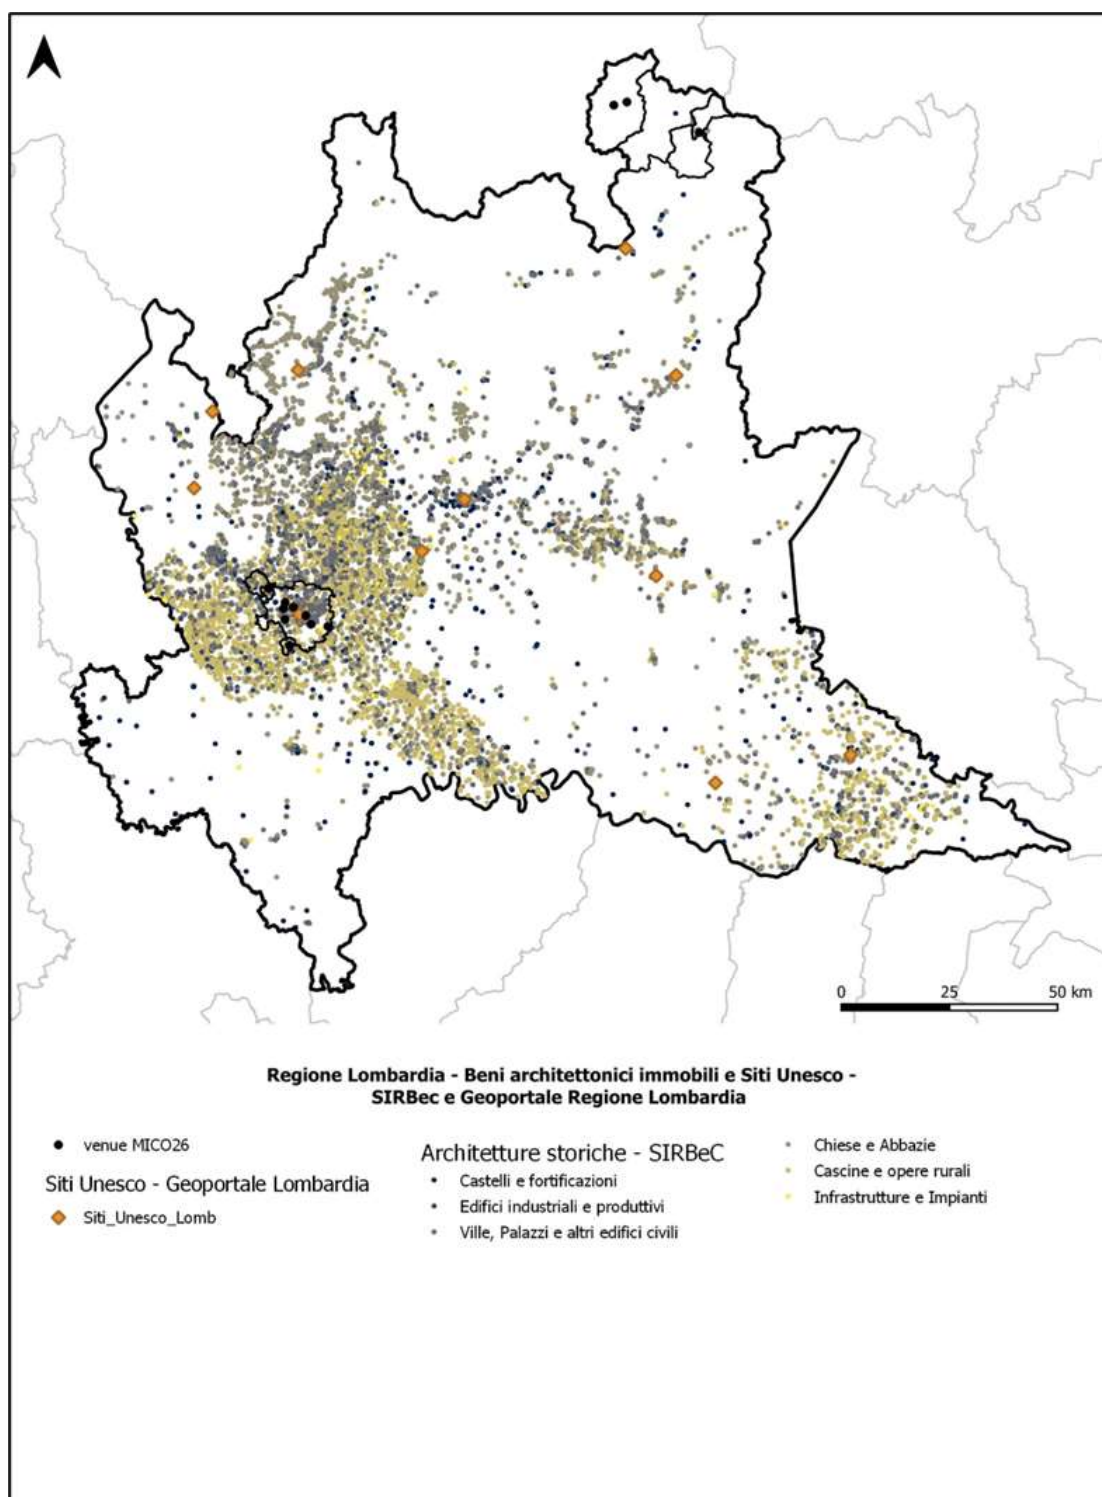 0 25 50 km
Regione Lombardia - Beni architettonici immobili e Siti Unesco -
SIRBec e Geoportale Regione Lombardia
venue MICO26
Siti Unesco - Geoportale Lombardia
Siti_Unesco_Lomb
Architetture storiche - SIRBeC
Castelli e fortificazioni
Edifici industriali e produttivi
Ville, Palazzi e altri edifici civili
Chiese e Abbazie
Cascine e opere rurali
Infrastrutture e Impianti